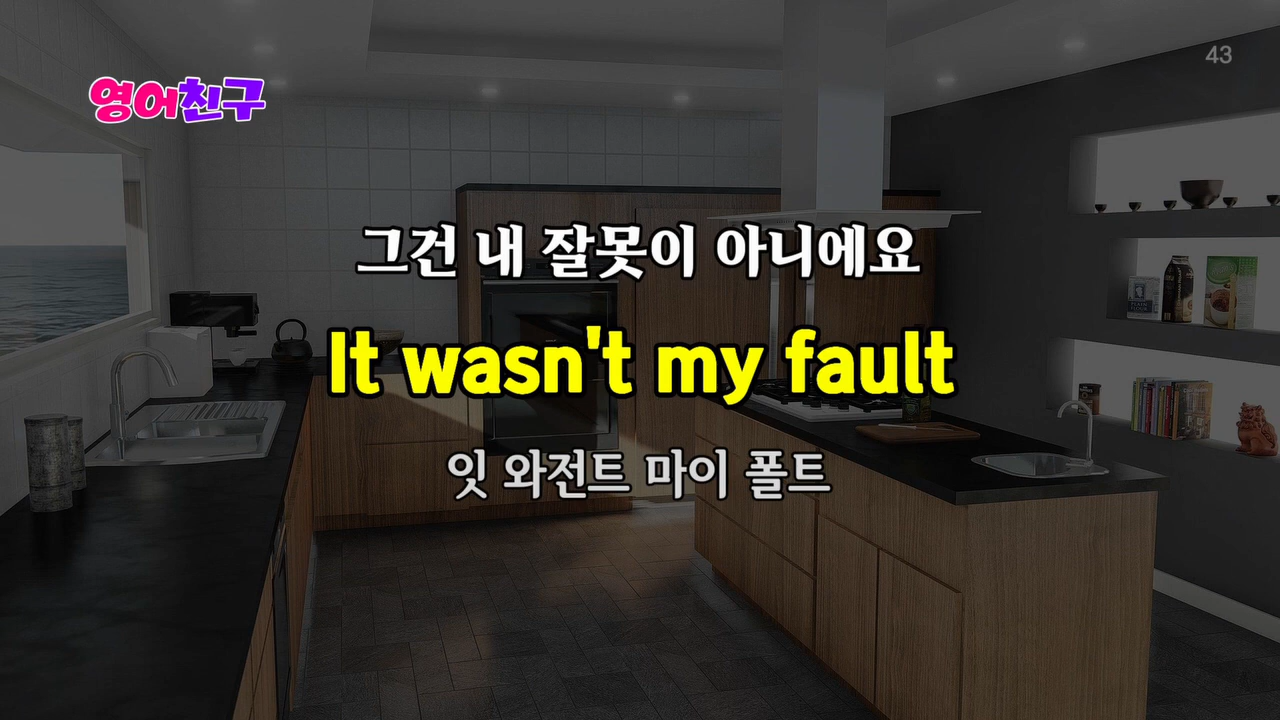 영어친구
43
그건 내 잘못이 아니에요
It wasn't my fault
잇 와전트 마이 폴트